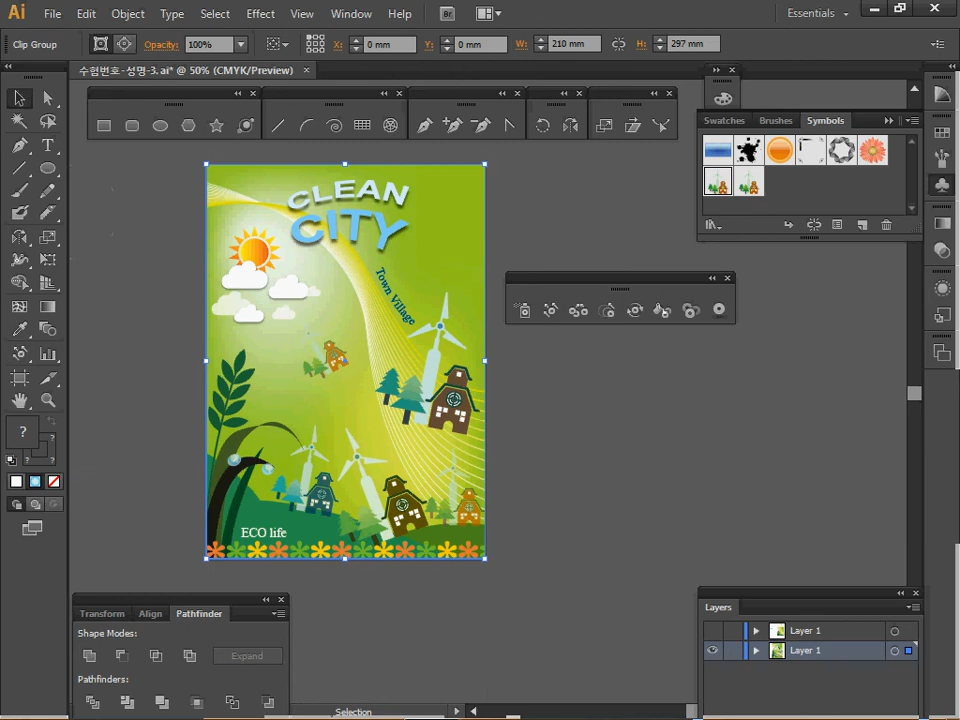 Ai File Edit Object Type Select Effect View Window Help Br Essentials
Clip Group Opacity: 100% X: 0 mm Y: 0 mm W: 210 mm H: 297 mm
수험번호-성명-3.ai* @ 50% (CMYK/Preview)
Swatches Brushes Symbols
CLEAN
CITY
Town Village
ECO life
Transform Align Pathfinder
Shape Modes:
Expand
Pathfinders:
Layers
Layer 1
Layer 1
Selection